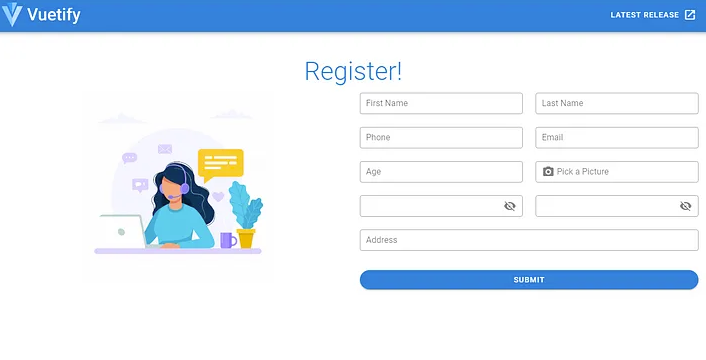 Vuetify
LATEST RELEASE
Register!
First Name
Last Name
Phone
Email
Age
Pick a Picture
Address
SUBMIT